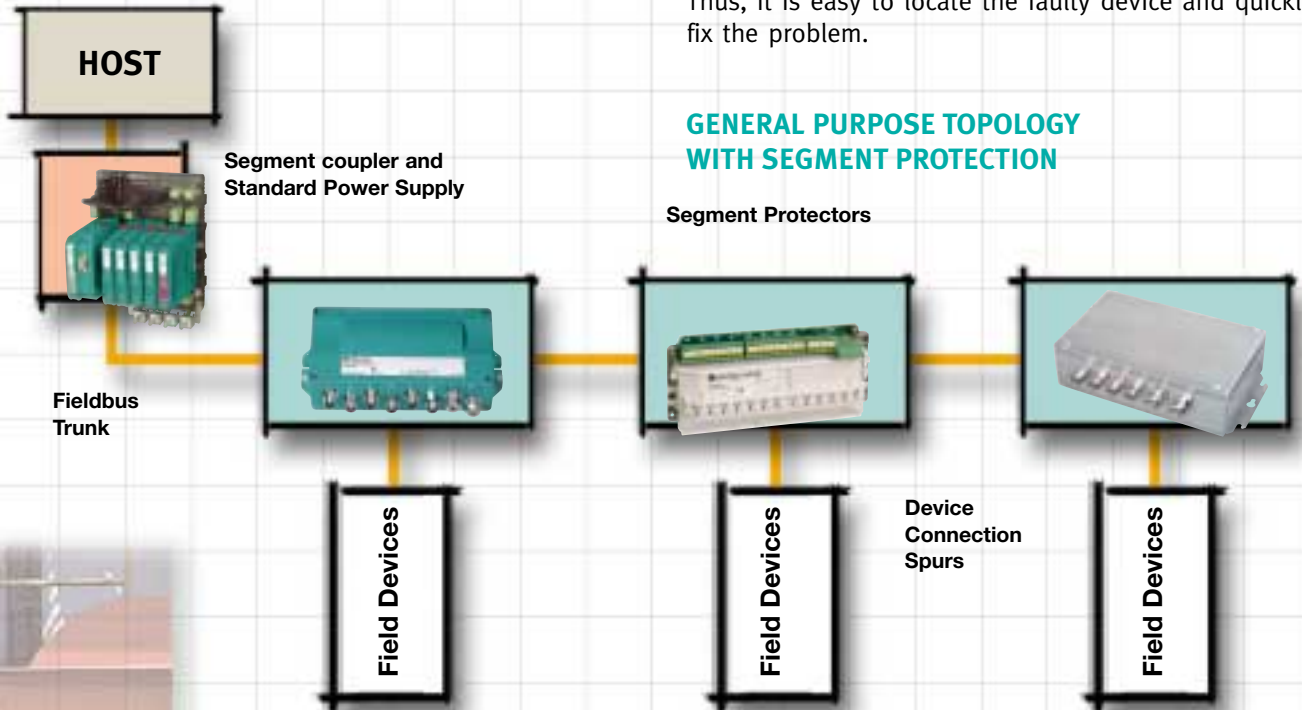 Thus, it is easy to locate the faulty device and quickl
fix the problem.
GENERAL PURPOSE TOPOLOGY
WITH SEGMENT PROTECTION
HOST
Segment coupler and
Standard Power Supply
Segment Protectors
Fieldbus
Trunk
Device
Connection
Spurs
Field Devices
Field Devices
Field Devices